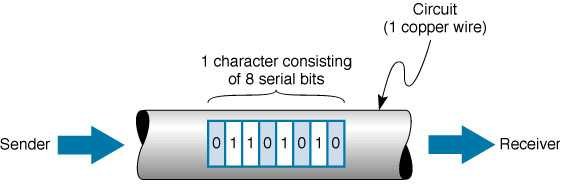 Circuit
(1 copper wire)
1 character consisting
of 8 serial bits
Sender
0 1 1 0 1 0 1 0
Receiver